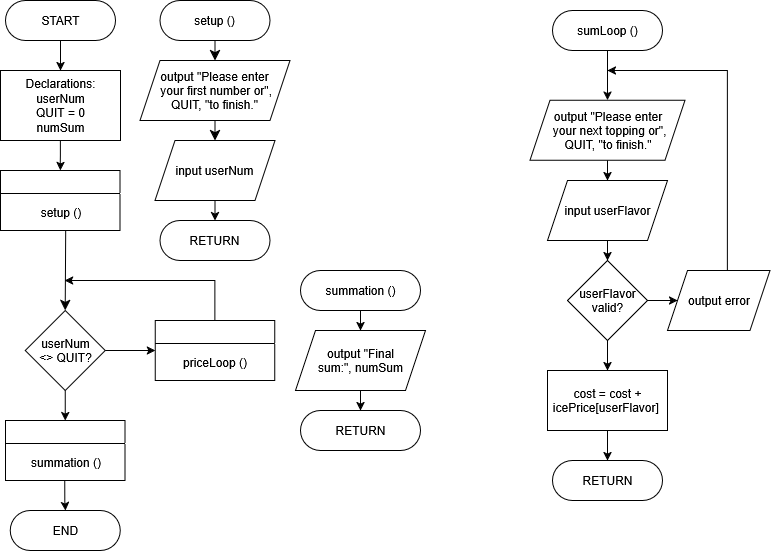 START
Declarations:
userNum
QUIT = 0
numSum
setup ()
userNum
<> QUIT?
priceLoop ()
summation ()
END
setup ()
output "Please enter
your first number or",
QUIT, "to finish."
input userNum
RETURN
summation ()
output "Final
sum:", numSum
RETURN
sumLoop ()
output "Please enter
your next topping or",
QUIT, "to finish."
input userFlavor
userFlavor
valid?
output error
cost = cost +
icePrice[userFlavor]
RETURN